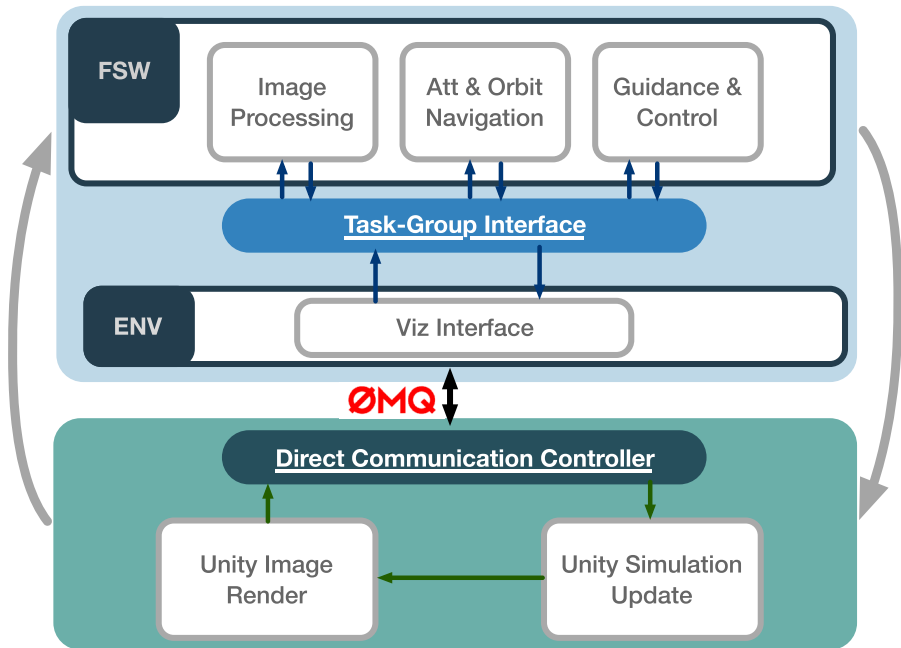 FSW
Image
Processing
Att & Orbit
Navigation
Guidance &
Control
Task-Group Interface
ENV
Viz Interface
ØMQ
Direct Communication Controller
Unity Image
Render
Unity Simulation
Update